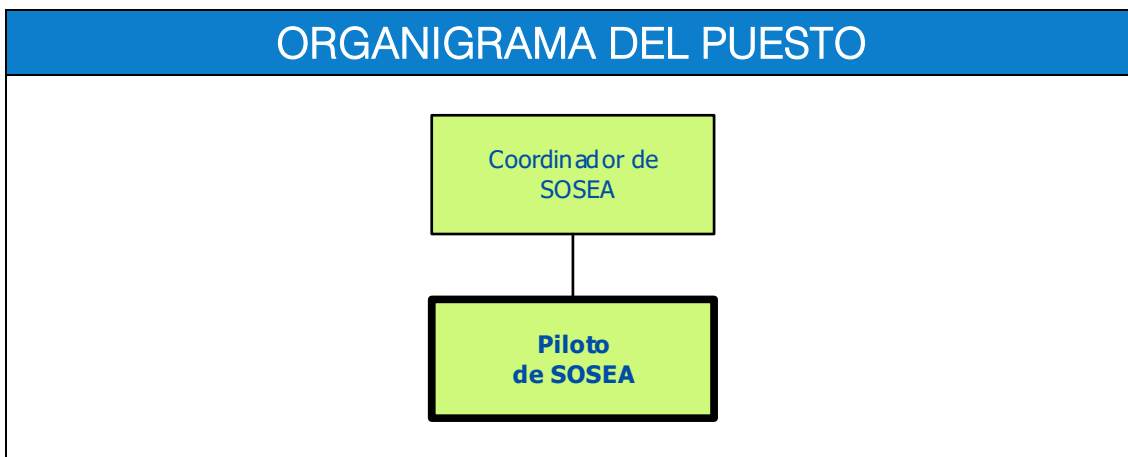 ORGANIGRAMA DEL PUESTO
Coordinador de
SOSEA
Piloto
de SOSEA